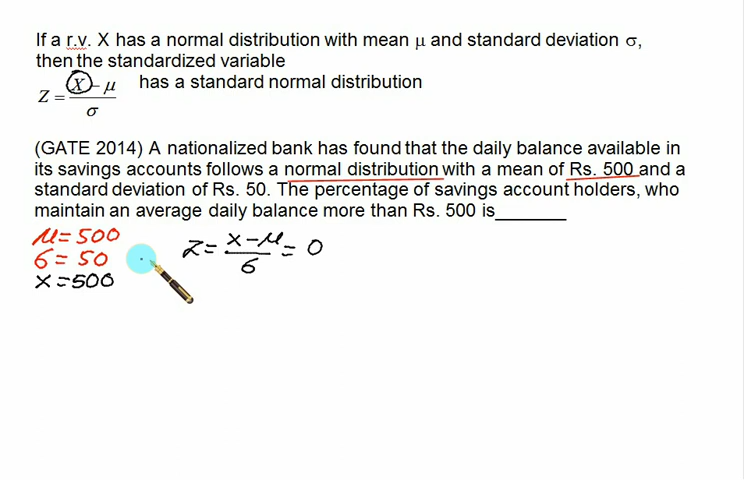 If a r.v. X has a normal distribution with mean μ and standard deviation σ,
then the standardized variable
Z = (X - μ) / σ has a standard normal distribution
(GATE 2014) A nationalized bank has found that the daily balance available in
its savings accounts follows a normal distribution with a mean of Rs. 500 and a
standard deviation of Rs. 50. The percentage of savings account holders, who
maintain an average daily balance more than Rs. 500 is_______
μ = 500
σ = 50
x = 500
z = (x - μ) / σ = 0